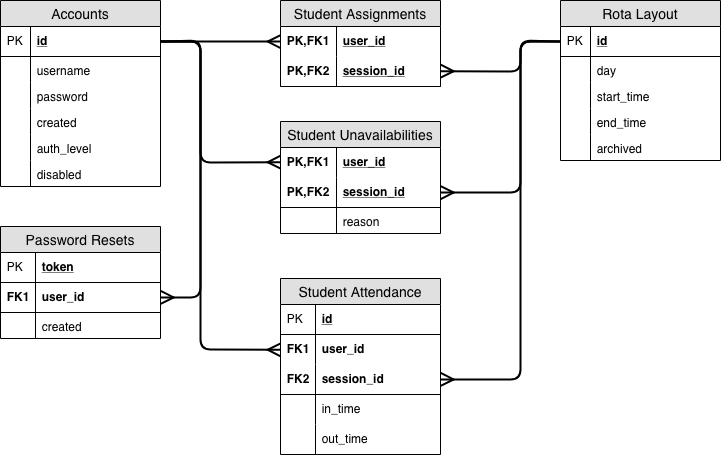 Accounts
PK id
username
password
created
auth_level
disabled
Password Resets
PK token
FK1 user_id
created
Student Assignments
PK,FK1 user_id
PK,FK2 session_id
Student Unavailabilities
PK,FK1 user_id
PK,FK2 session_id
reason
Student Attendance
PK id
FK1 user_id
FK2 session_id
in_time
out_time
Rota Layout
PK id
day
start_time
end_time
archived